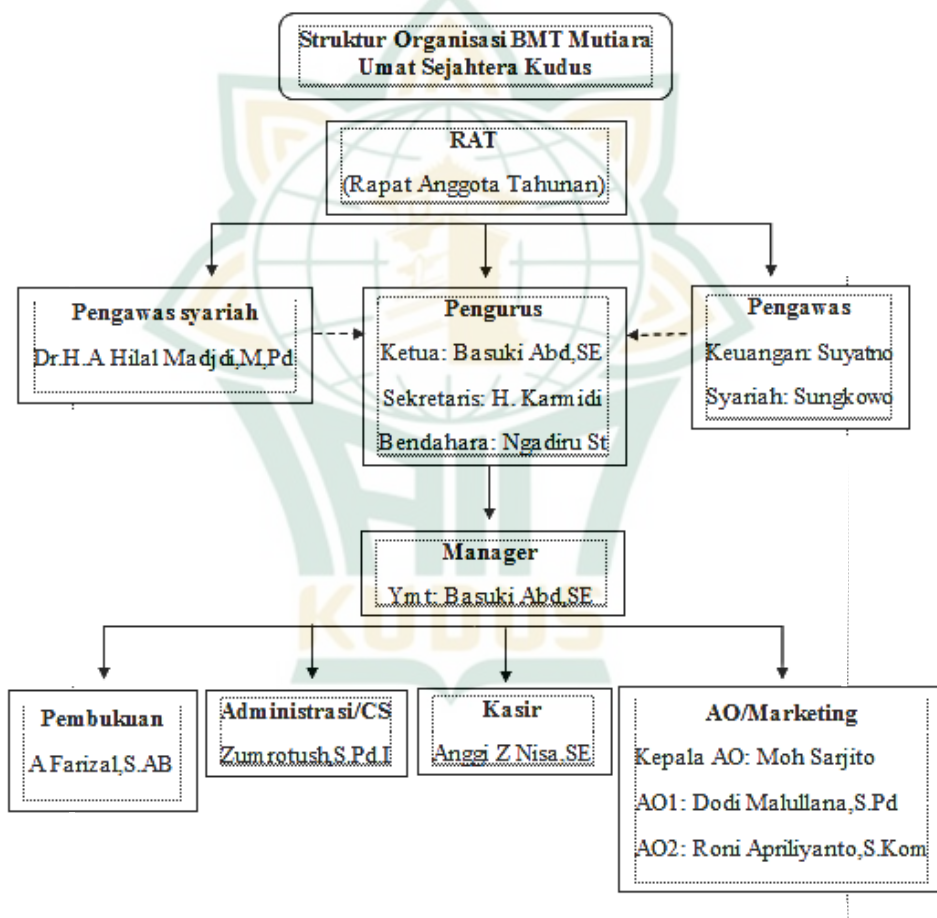 Struktur Organisasi BMT Mutiara
Umat Sejahtera Kudus
RAT
(Rapat Anggota Tahunan)
Pengawas syariah
Dr.H.A Hilal Madjdi,M,Pd
Pengurus
Ketua: Basuki Abd,SE
Sekretaris: H. Karmidi
Bendahara: Ngadiru St
Pengawas
Keuangan: Suyatno
Syariah: Sungkowo
Manager
Ymt: Basuki Abd,SE
Pembukuan
A Farizal,S.AB
Administrasi/CS
Zumrotush,S.Pd.I
Kasir
Anggi Z Nisa,SE
AO/Marketing
Kepala AO: Moh Sarjito
AO1: Dodi Malullana,S.Pd
AO2: Roni Apriliyanto,S.Kom
KUDUS